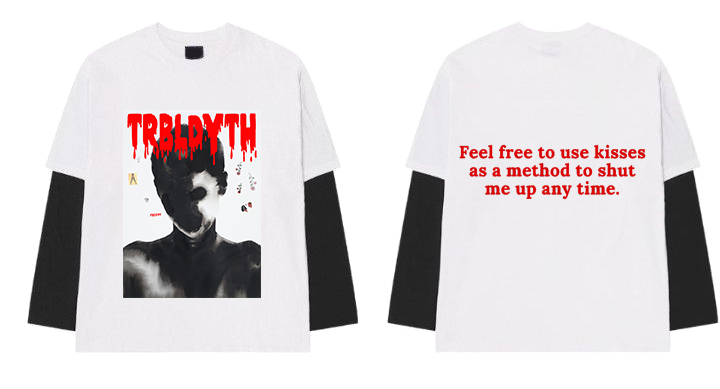 TRBLDYTH
Feel free to use kisses
as a method to shut
me up any time.